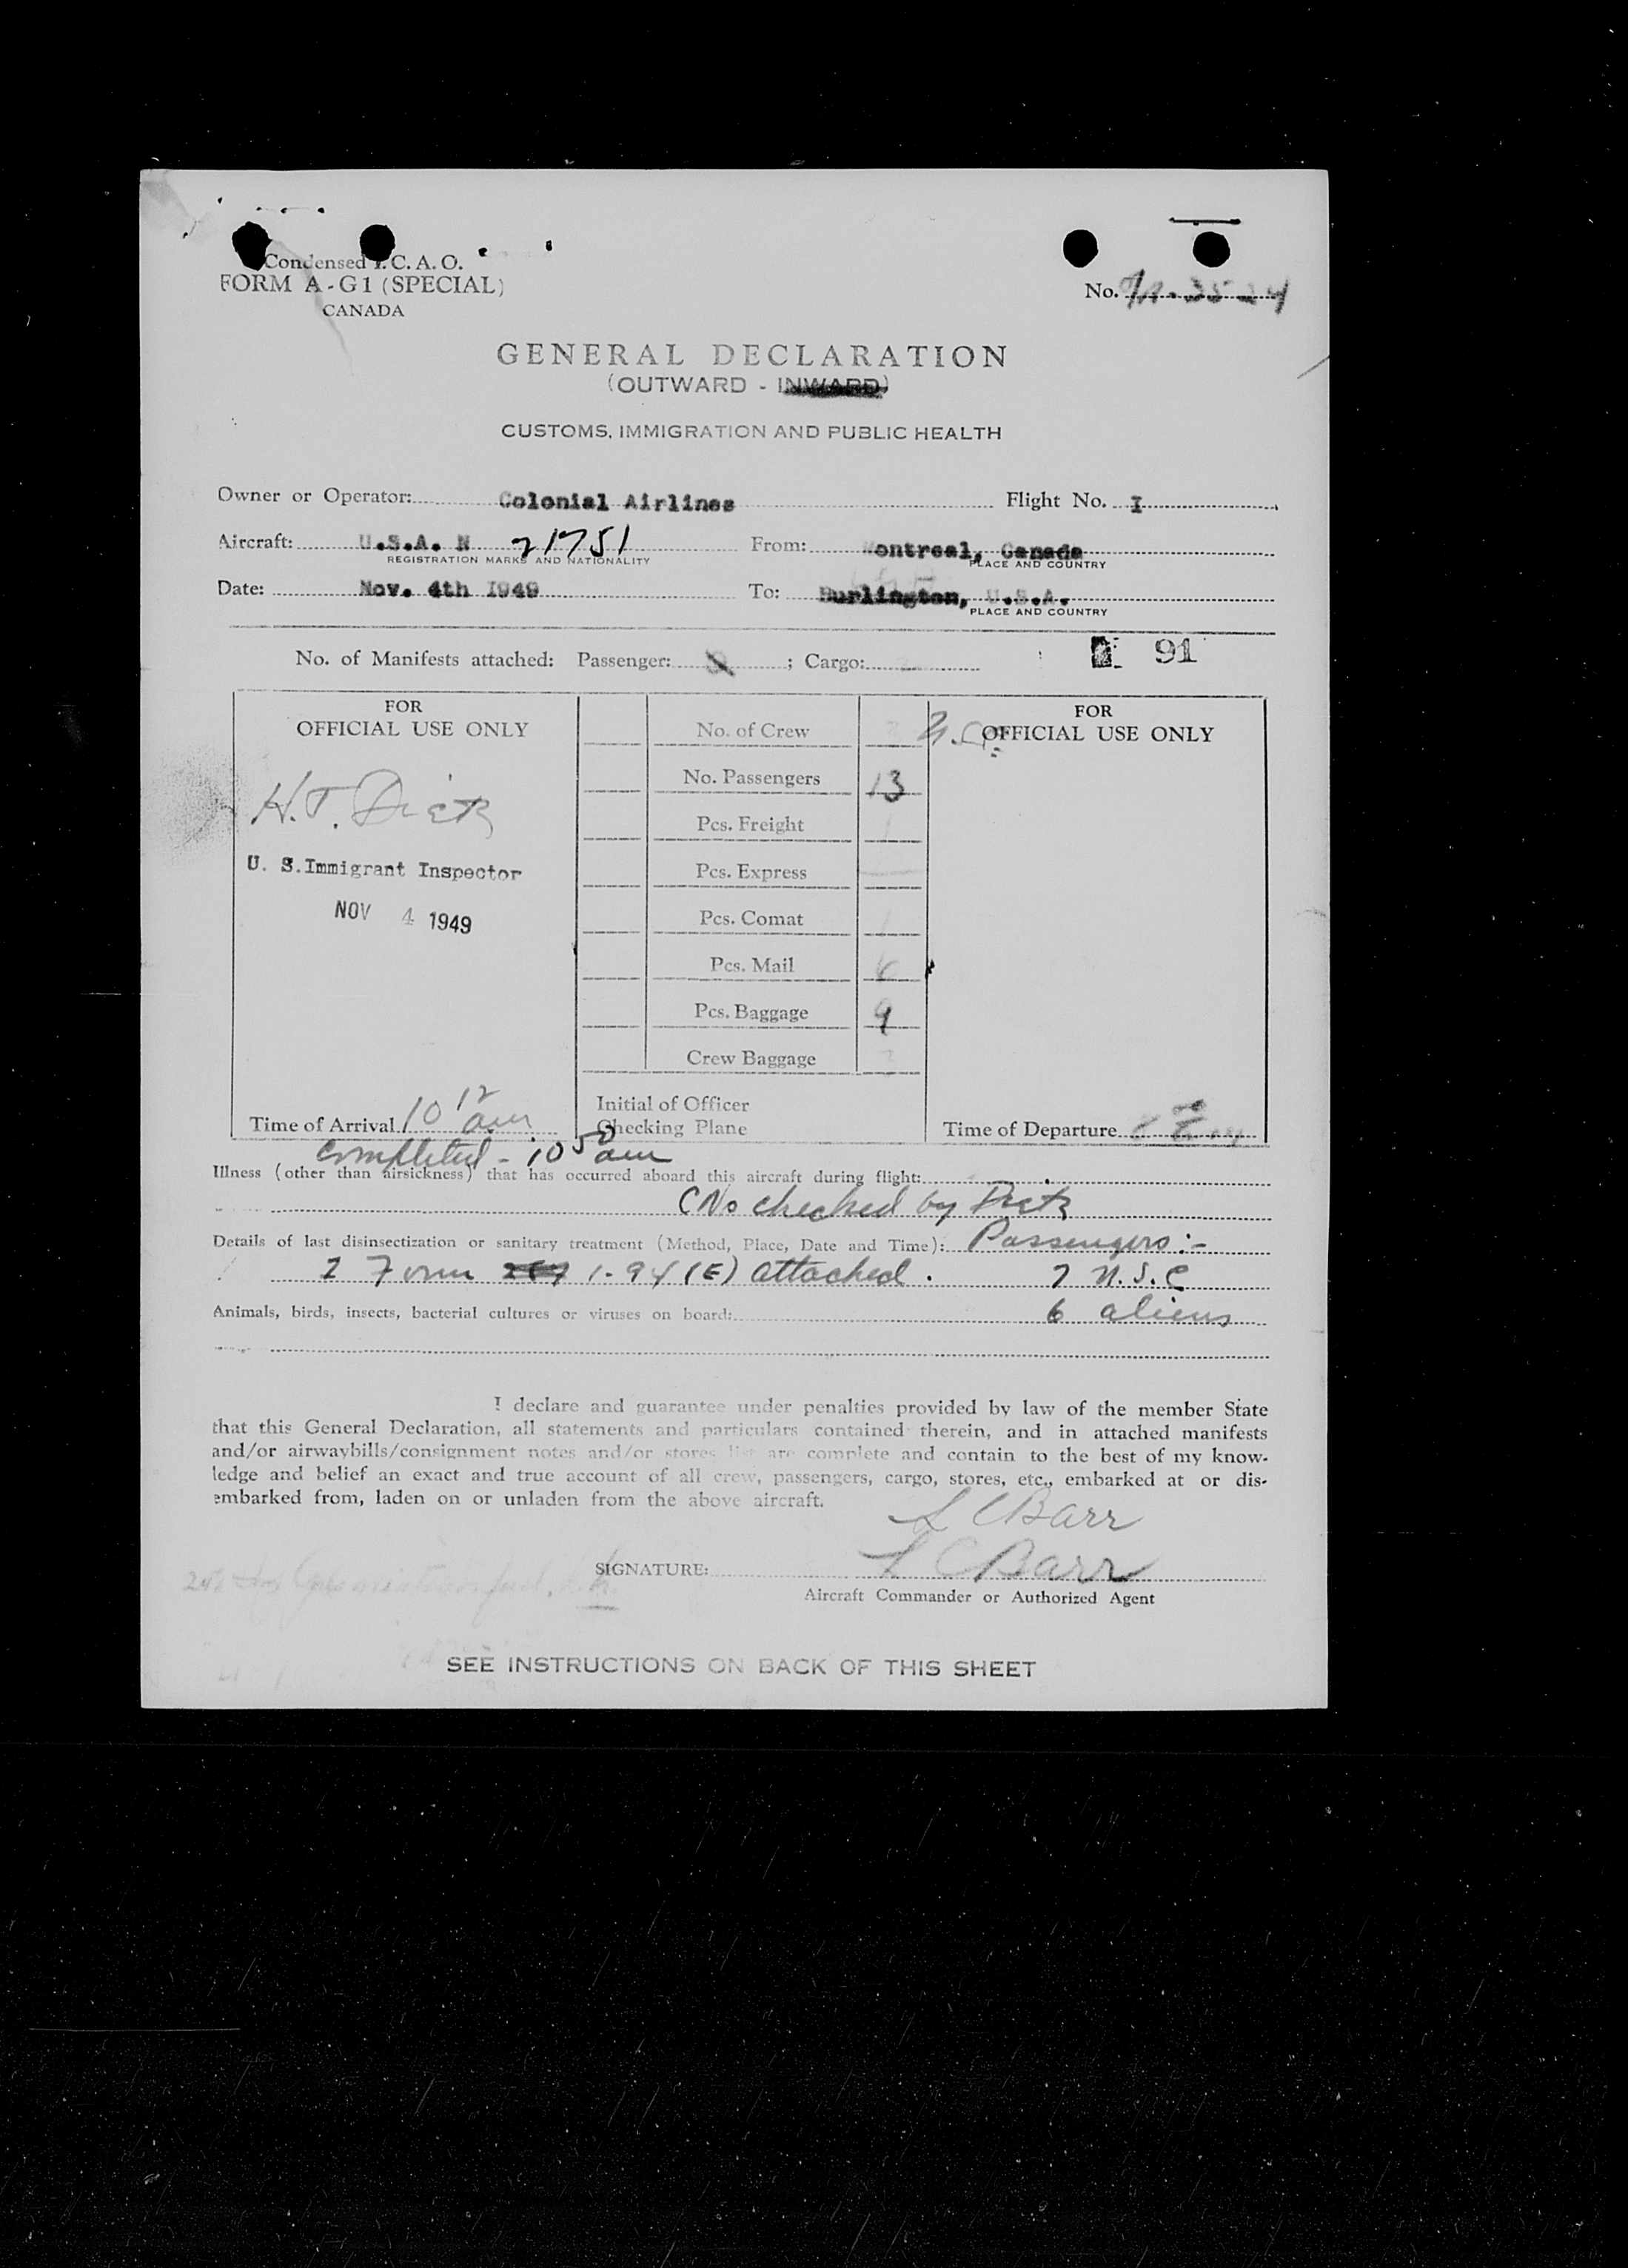 Condensed I. C. A. O.
FORM A-G1 (SPECIAL)
CANADA
No.
GENERAL DECLARATION
(OUTWARD - INWARD)
CUSTOMS, IMMIGRATION AND PUBLIC HEALTH
Owner or Operator: Colonial Airlines Flight No. I
Aircraft: U.S.A. N 21751 From: Montreal, Canada
REGISTRATION MARKS AND NATIONALITY PLACE AND COUNTRY
Date: Nov. 4th 1949 To: Burlington, U.S.A.
PLACE AND COUNTRY
No. of Manifests attached: Passenger: ; Cargo: 91
FOR
OFFICIAL USE ONLY
H.J. Dietz
U. S. Immigrant Inspector
NOV 4 1949
Time of Arrival 10 12 am
completed - 10 50 am
No. of Crew
No. Passengers 13
Pcs. Freight
Pcs. Express
Pcs. Comat
Pcs. Mail
Pcs. Baggage 9
Crew Baggage
Initial of Officer
Checking Plane
FOR
OFFICIAL USE ONLY
Time of Departure
Illness (other than airsickness) that has occurred aboard this aircraft during flight:
checked by Dietz
Details of last disinsectization or sanitary treatment (Method, Place, Date and Time): Passengers:-
2 Form I-94 (E) attached. 7 U.S.C
Animals, birds, insects, bacterial cultures or viruses on board: 6 aliens
I declare and guarantee under penalties provided by law of the member State
that this General Declaration, all statements and particulars contained therein, and in attached manifests
and/or airwaybills/consignment notes and/or stores list are complete and contain to the best of my know-
ledge and belief an exact and true account of all crew, passengers, cargo, stores, etc., embarked at or dis-
embarked from, laden on or unladen from the above aircraft.
L C Barr
SIGNATURE: L C Barr
Aircraft Commander or Authorized Agent
SEE INSTRUCTIONS ON BACK OF THIS SHEET